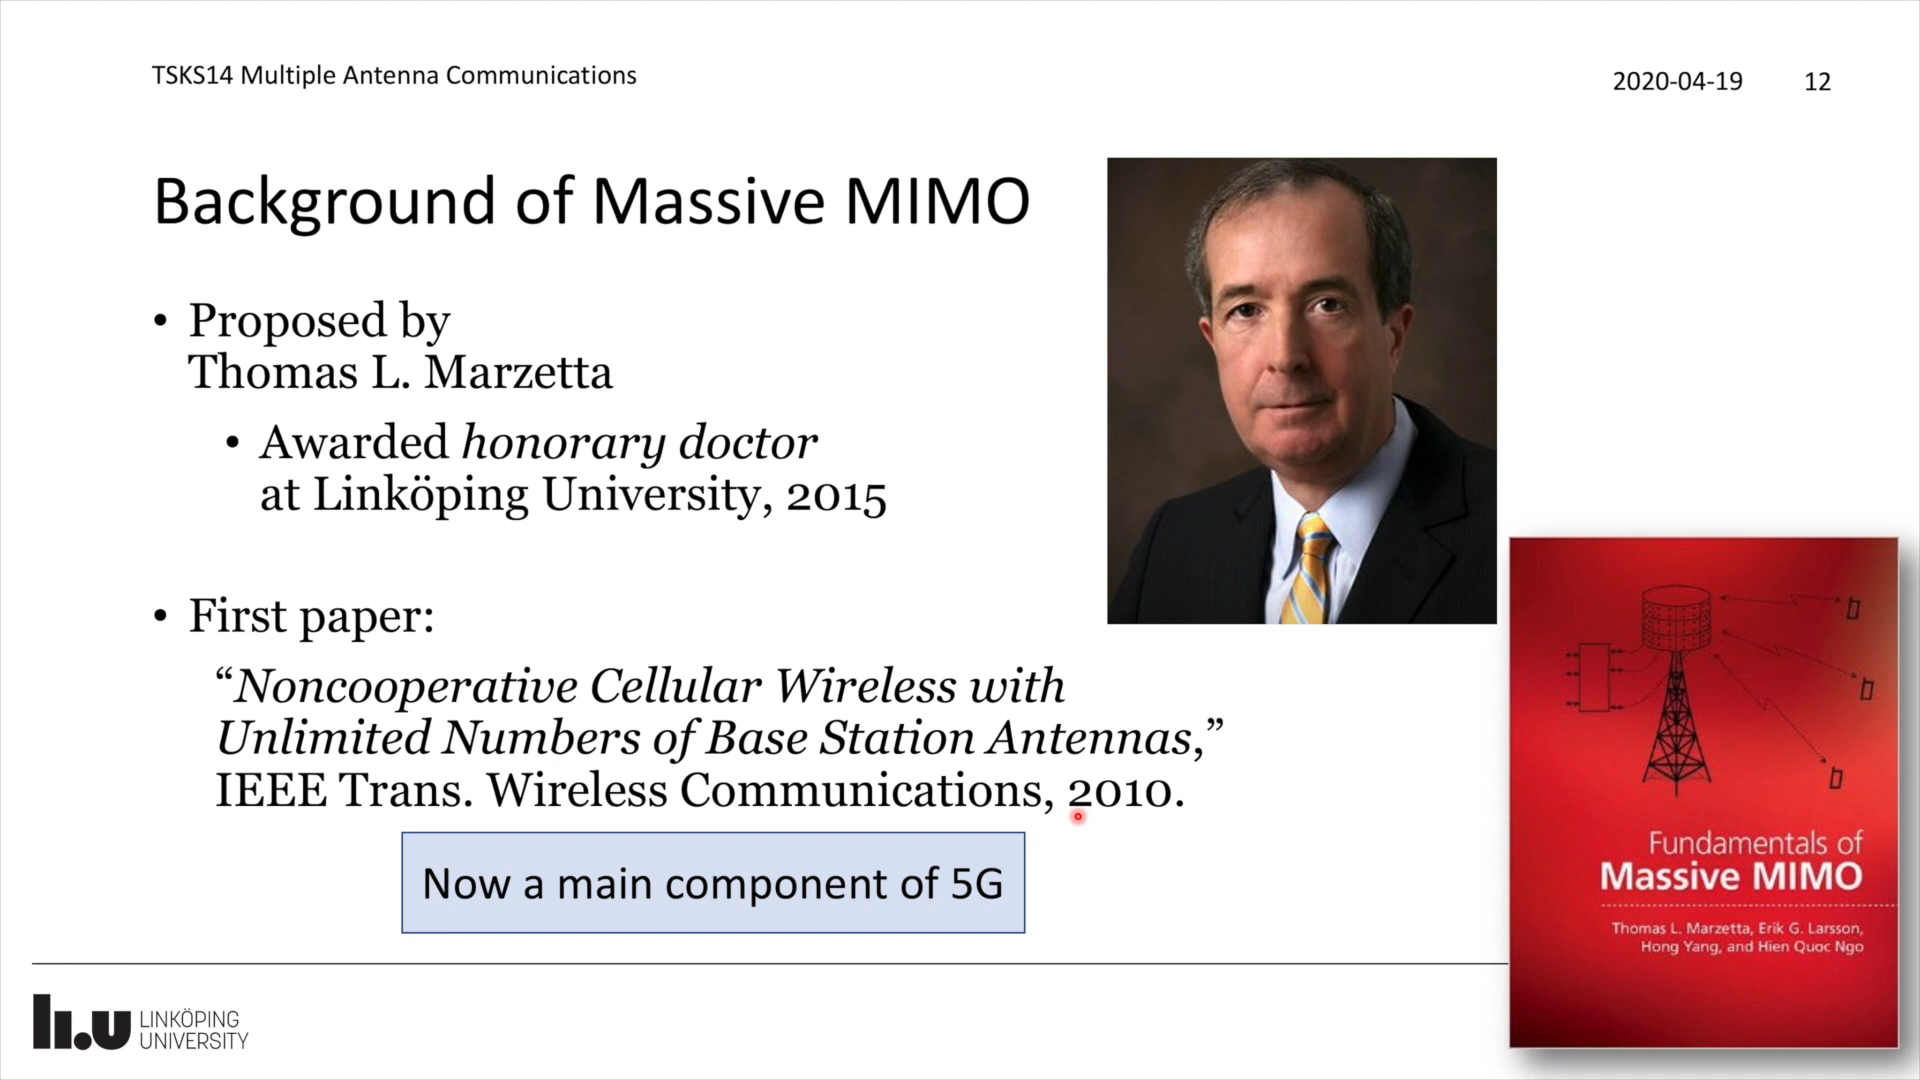 TSKS14 Multiple Antenna Communications
2020-04-19 12
Background of Massive MIMO
• Proposed by
Thomas L. Marzetta
• Awarded honorary doctor
at Linköping University, 2015
• First paper:
“Noncooperative Cellular Wireless with
Unlimited Numbers of Base Station Antennas,”
IEEE Trans. Wireless Communications, 2010.
Now a main component of 5G
Fundamentals of
Massive MIMO
Thomas L. Marzetta, Erik G. Larsson,
Hong Yang, and Hien Quoc Ngo
li.u LINKÖPING
UNIVERSITY